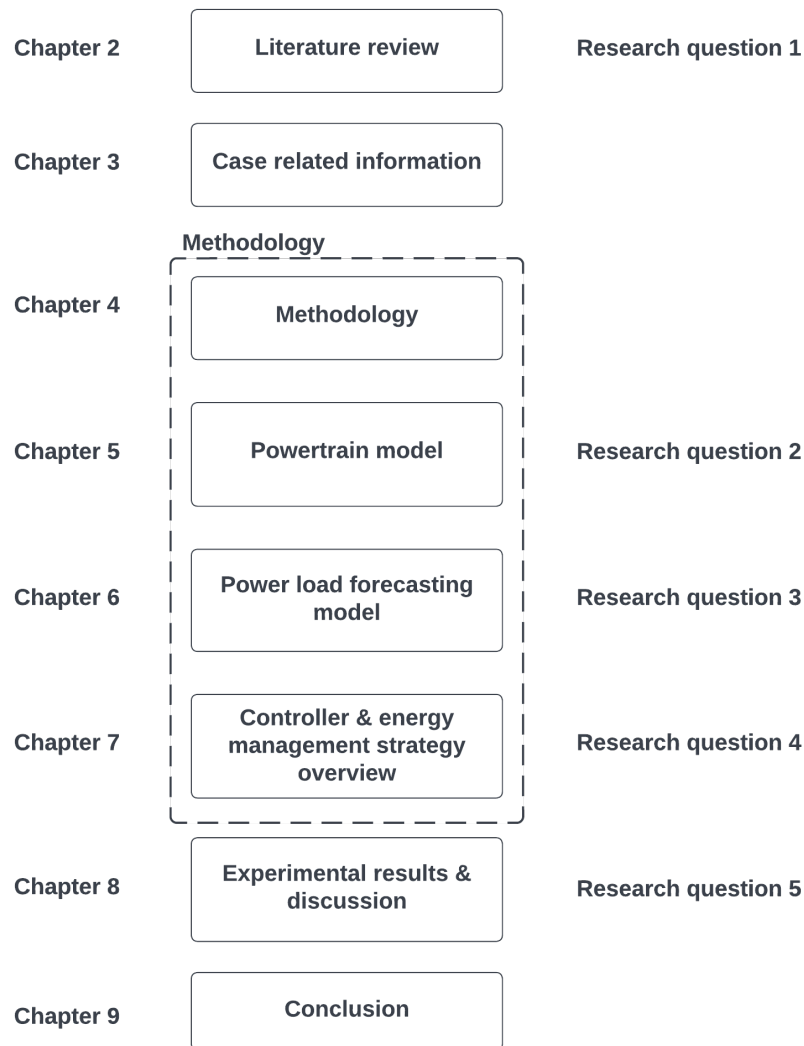 Chapter 2
Literature review
Research question 1
Chapter 3
Case related information
Methodology
Chapter 4
Methodology
Chapter 5
Powertrain model
Research question 2
Chapter 6
Power load forecasting
model
Research question 3
Chapter 7
Controller & energy
management strategy
overview
Research question 4
Chapter 8
Experimental results &
discussion
Research question 5
Chapter 9
Conclusion